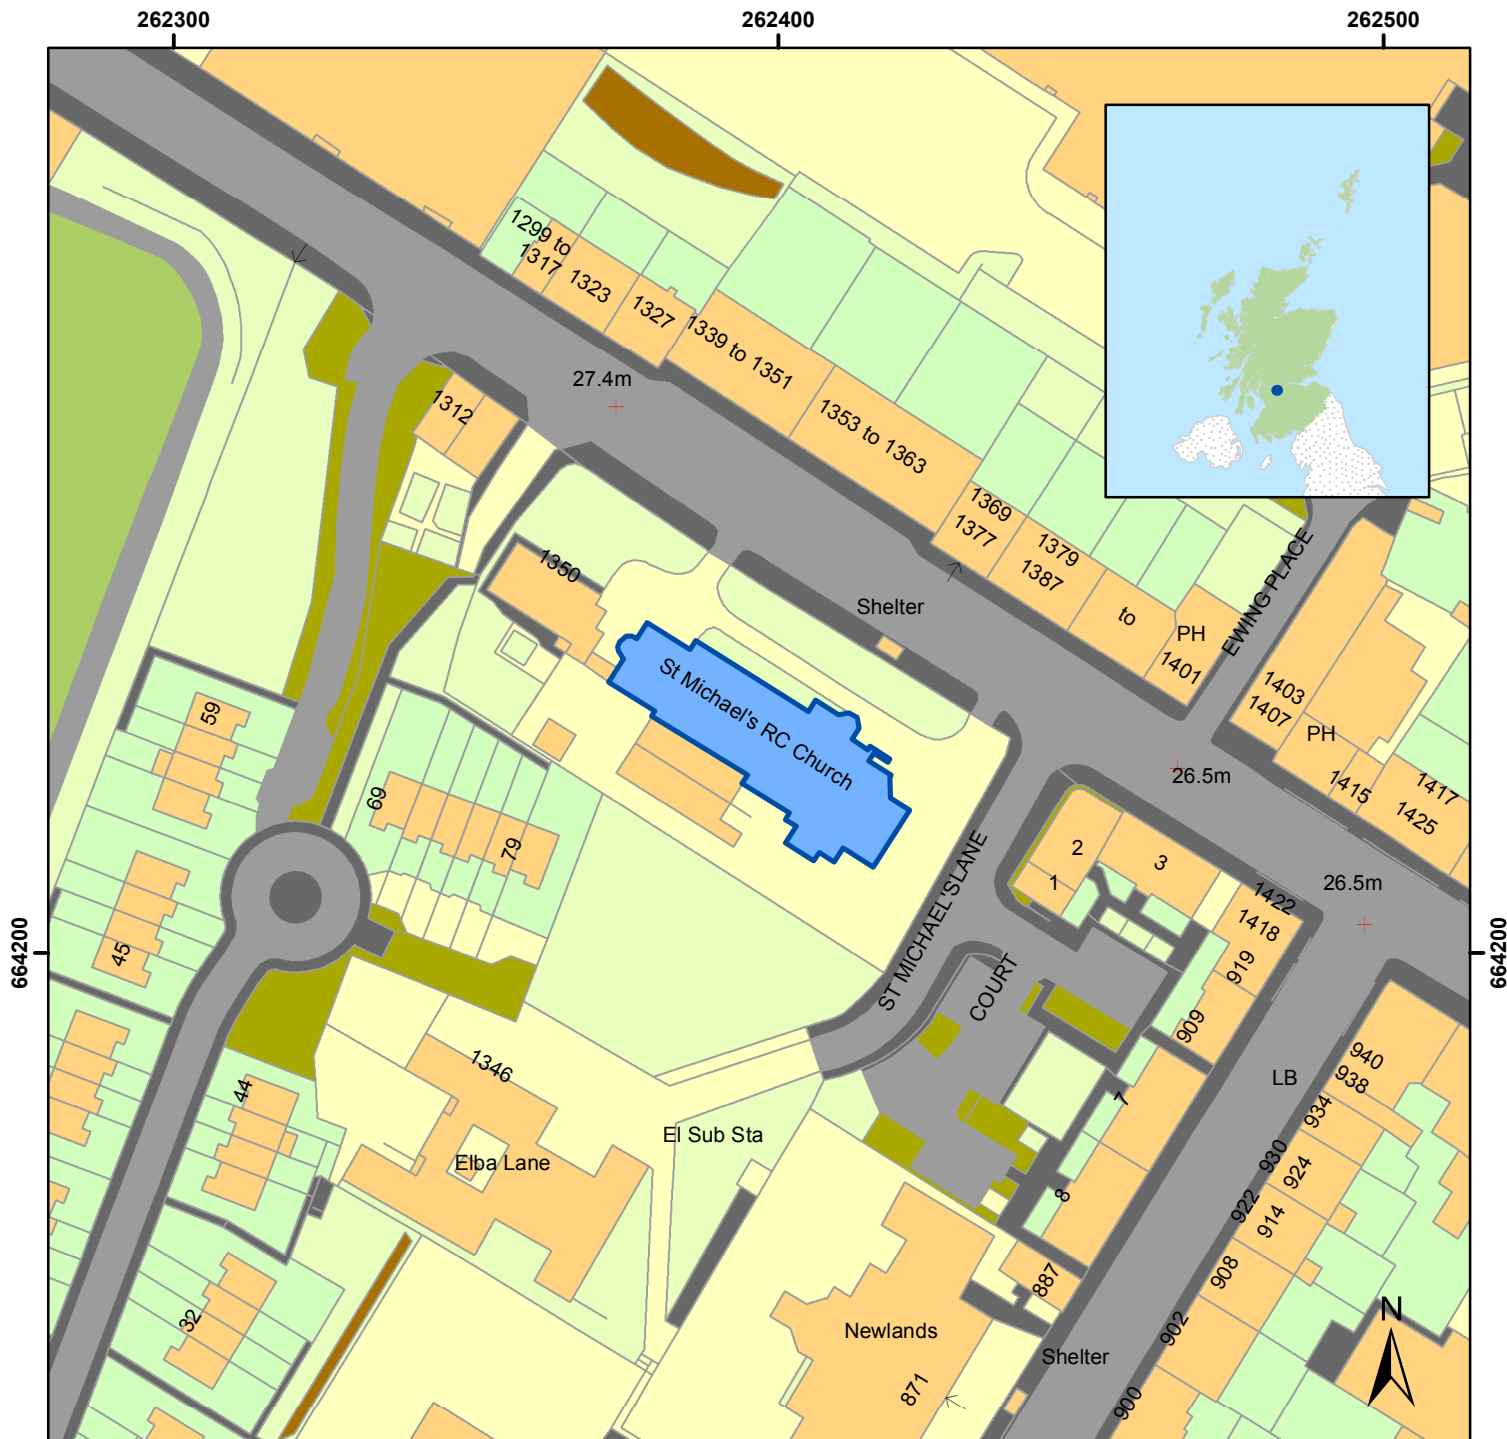 262300
262400
262500
1299 to
1317
1323
1327
1339 to 1351
27.4m
1312
1353 to 1363
1369
1377
1379
1387
to
PH
1401
EWING PLACE
1350
Shelter
St Michael's RC Church
1403
1407
PH
1415
1417
1425
26.5m
59
69
79
2
1
3
26.5m
1422
1418
919
909
ST MICHAEL'S LANE
COURT
45
664200
664200
940
938
934
930
924
922
914
908
902
900
LB
1346
44
El Sub Sta
Elba Lane
7
8
887
32
Newlands
871
Shelter
N